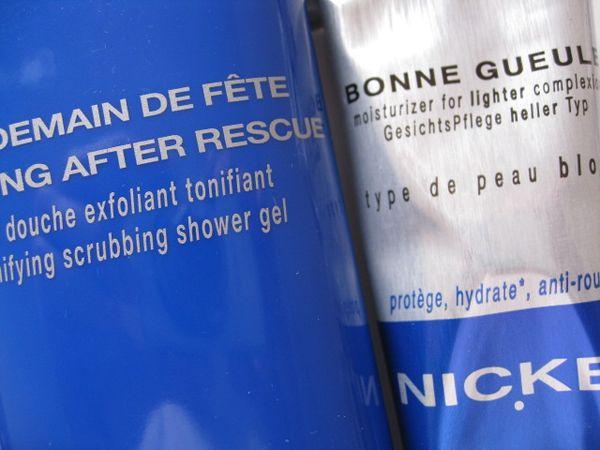 DEMAIN DE FÊTE
NG AFTER RESCUE
douche exfoliant tonifiant
nifying scrubbing shower gel
BONNE GUEULE
moisturizer for lighter complexio
GesichtsPflege heller Typ
type de peau blo
protège, hydrate*, anti-rou
NICKE